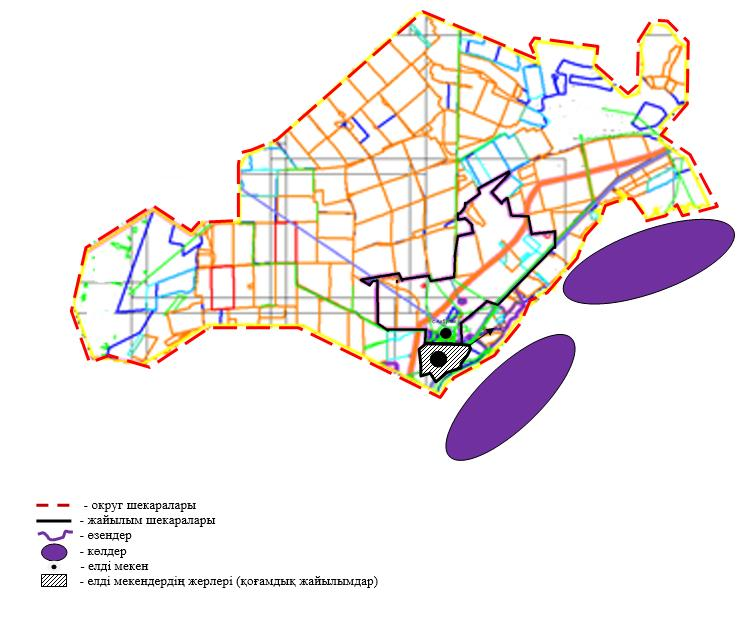 - округ шекаралары
- жайылым шекаралары
- өзендер
- көлдер
- елді мекен
- елді мекендердің жерлері (қоғамдық жайылымдар)